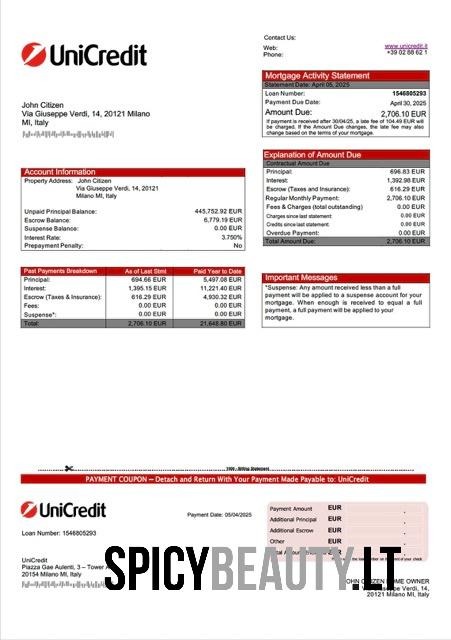 UniCredit
Contact Us:
Web: www.unicredit.it
Phone: +39 02 88 62 1
Mortgage Activity Statement
Statement Date: April 05, 2025
Loan Number: 1546805293
Payment Due Date: April 30, 2025
Amount Due: 2,706.10 EUR
If payment is received after 30/04/25, a late fee of 104.49 EUR will
be charged. If the Amount Due changes, the late fee may also
change based on the terms of your mortgage.
John Citizen
Via Giuseppe Verdi, 14, 20121 Milano
MI, Italy
Explanation of Amount Due
Contractual Amount Due
Principal: 696.83 EUR
Interest: 1,392.98 EUR
Escrow (Taxes and Insurance): 616.29 EUR
Regular Monthly Payment: 2,706.10 EUR
Fees & Charges (total outstanding) 0.00 EUR
Charges since last statement: 0.00 EUR
Credits since last statement: 0.00 EUR
Overdue Payment: 0.00 EUR
Total Amount Due: 2,706.10 EUR
Account Information
Property Address: John Citizen
Via Giuseppe Verdi, 14, 20121
Milano MI, Italy
Unpaid Principal Balance: 445,752.92 EUR
Escrow Balance: 6,779.19 EUR
Suspense Balance: 0.00 EUR
Interest Rate: 3.750%
Prepayment Penalty: No
Past Payments Breakdown As of Last Stmt Paid Year to Date
Principal: 694.66 EUR 5,497.08 EUR
Interest: 1,395.15 EUR 11,221.40 EUR
Escrow (Taxes & Insurance): 616.29 EUR 4,930.32 EUR
Fees: 0.00 EUR 0.00 EUR
Suspense*: 0.00 EUR 0.00 EUR
Total: 2,706.10 EUR 21,648.80 EUR
Important Messages
*Suspense: Any amount received less than a full
payment will be applied to a suspense account for your
mortgage. When enough is received to equal a full
payment, a full payment will be applied to your
mortgage.
Billing Statement
PAYMENT COUPON – Detach and Return With Your Payment Made Payable to: UniCredit
UniCredit
Payment Date: 05/04/2025
Loan Number: 1546805293
Payment Amount EUR
Additional Principal EUR
Additional Escrow EUR
Other EUR
UniCredit
Piazza Gae Aulenti, 3 – Tower A
20154 Milano MI, Italy
JOHN CITIZEN HOME OWNER
Via Giuseppe Verdi, 14,
20121 Milano MI, Italy
SPICYBEAUTY.LT